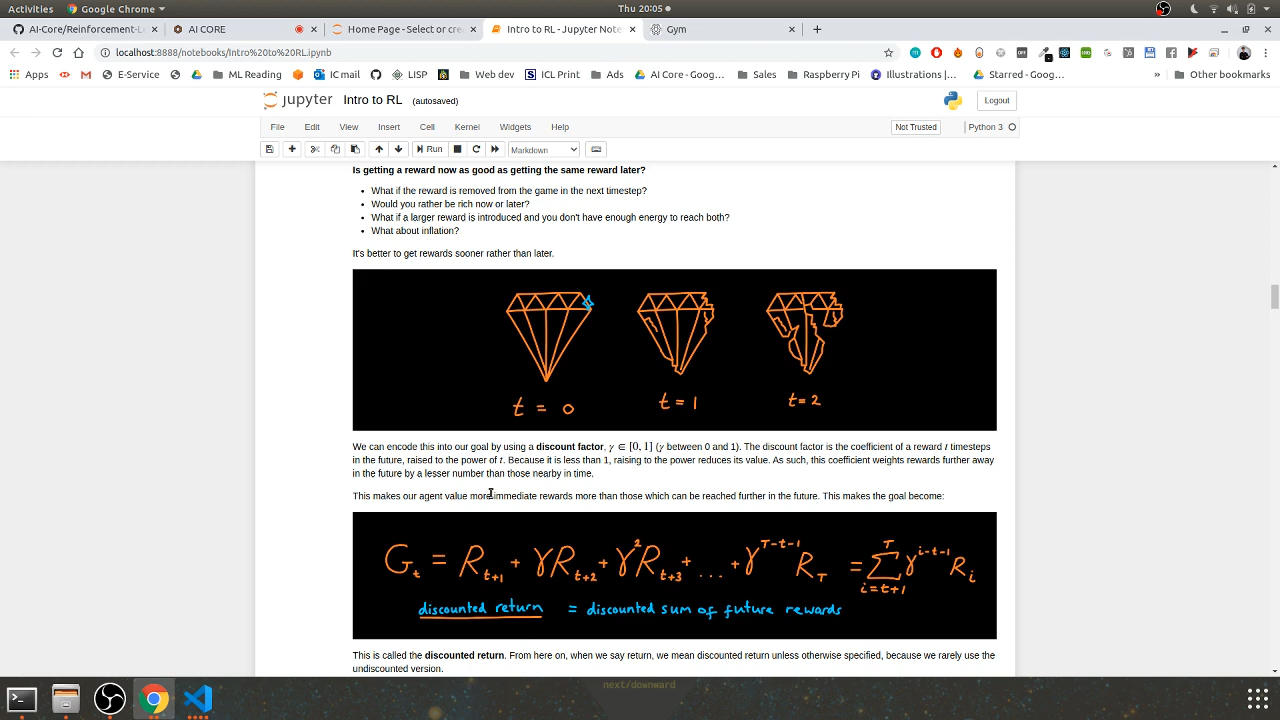 Activities
Google Chrome
Thu 20:05
AI-Core/Reinforcement-L
AI CORE
Home Page - Select or cre
Intro to RL - Jupyter Note
Gym
localhost:8888/notebooks/Intro%20to%20RL.ipynb
Apps
E-Service
ML Reading
IC mail
LISP
Web dev
ICL Print
Ads
AI Core - Goog...
Sales
Raspberry Pi
Illustrations |...
Starred - Goog...
»
Other bookmarks
jupyter Intro to RL (autosaved)
Logout
File Edit View Insert Cell Kernel Widgets Help
Not Trusted
Python 3
Run
Markdown
Is getting a reward now as good as getting the same reward later?
• What if the reward is removed from the game in the next timestep?
• Would you rather be rich now or later?
• What if a larger reward is introduced and you don't have enough energy to reach both?
• What about inflation?
It's better to get rewards sooner rather than later.
t = 0
t = 1
t = 2
We can encode this into our goal by using a discount factor, γ ∈ [0, 1] (γ between 0 and 1). The discount factor is the coefficient of a reward t timesteps
in the future, raised to the power of t. Because it is less than 1, raising to the power reduces its value. As such, this coefficient weights rewards further away
in the future by a lesser number than those nearby in time.
This makes our agent value more immediate rewards more than those which can be reached further in the future. This makes the goal become:
G_t = R_{t+1} + γR_{t+2} + γ^2 R_{t+3} + ... + γ^{T-t-1} R_T = Σ_{i=t+1}^{T} γ^{i-t-1} R_i
discounted return = discounted sum of future rewards
This is called the discounted return. From here on, when we say return, we mean discounted return unless otherwise specified, because we rarely use the
undiscounted version.
next/downward